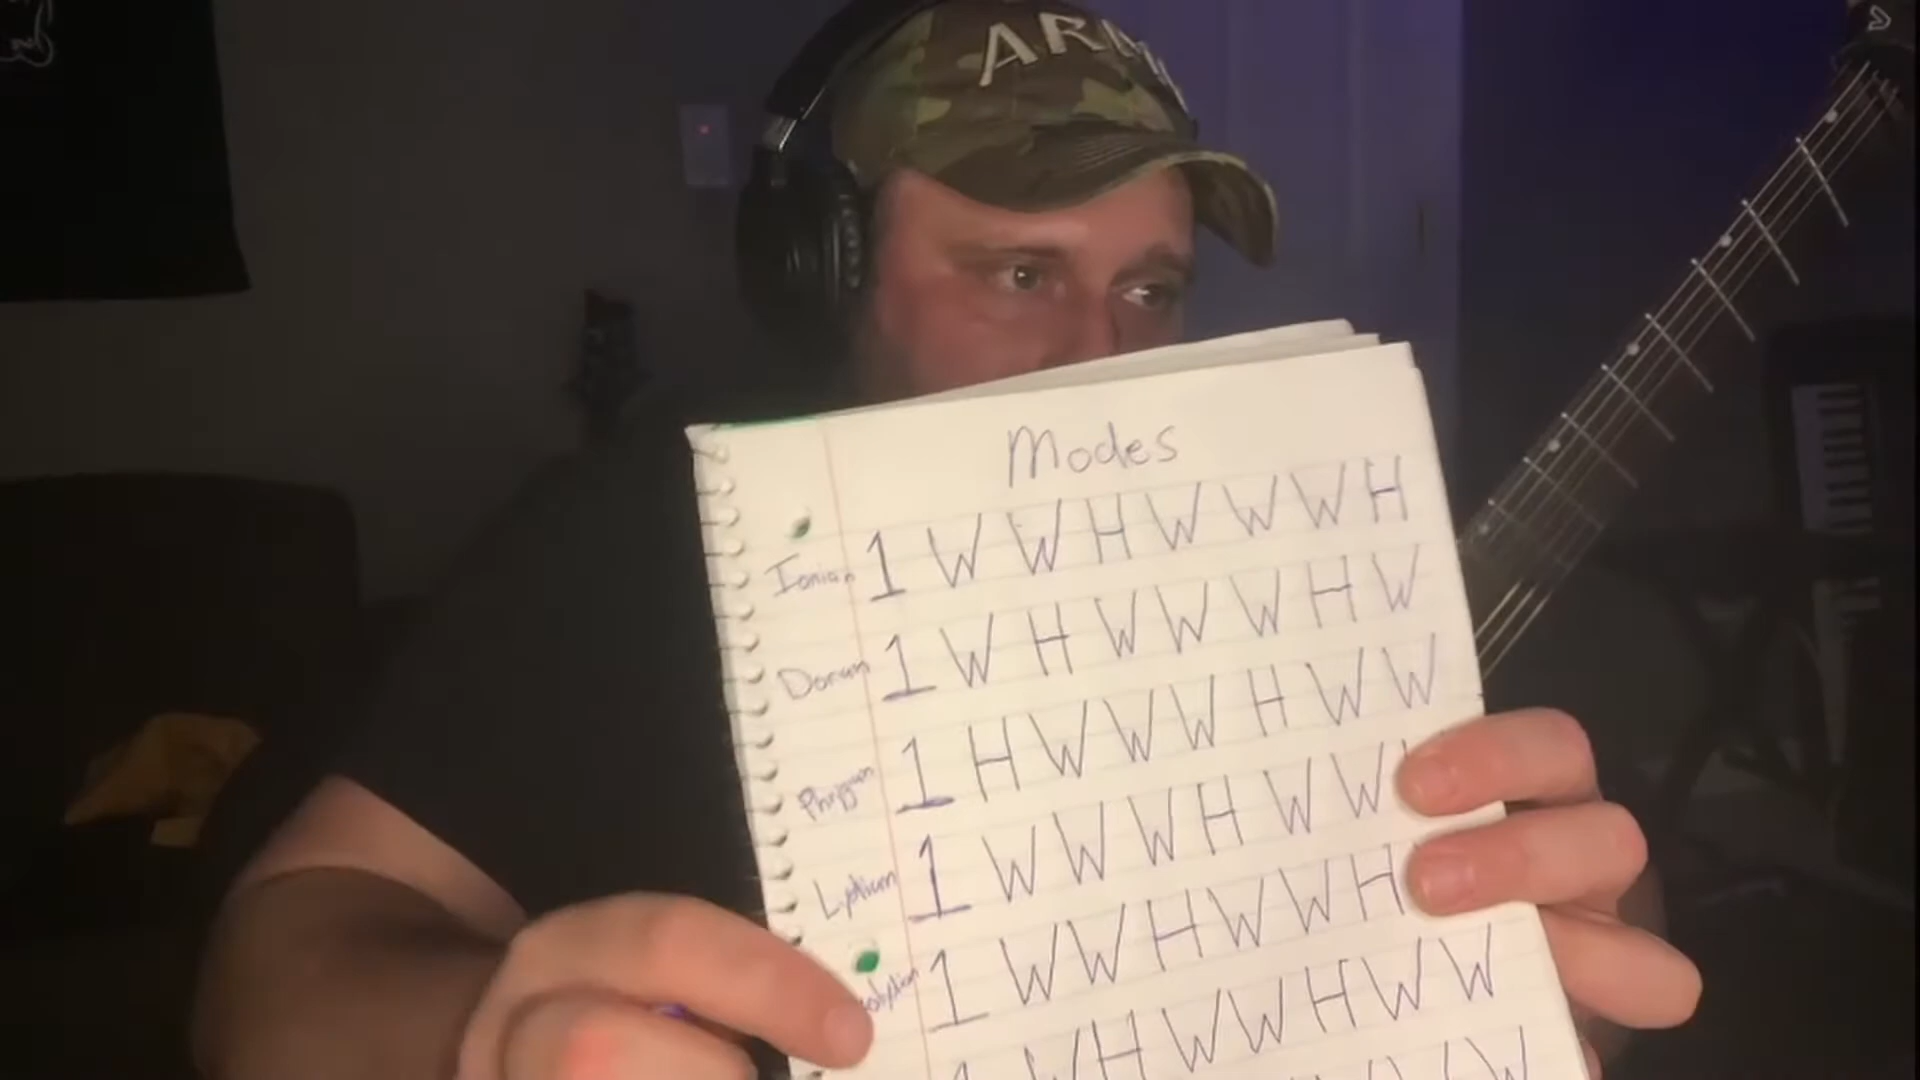 ARM
Modes
Ionian 1 W W H W W W H
Dorian 1 W H W W W H W
Phrygian 1 H W W W H W W
Lydian 1 W W W H W W
1 W W H W W H
1 W H W W H W W
W W